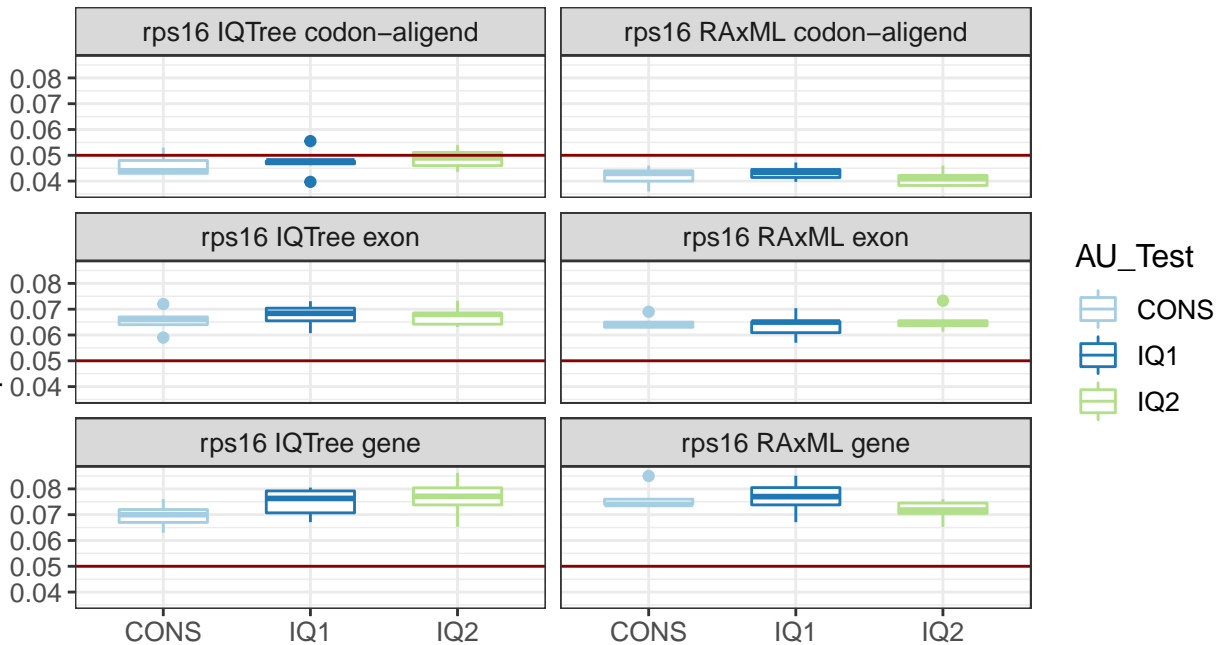 rps16 IQTree codon−aligend
rps16 RAxML codon−aligend
0.08
0.07
0.06
0.05
0.04
rps16 IQTree exon
rps16 RAxML exon
0.08
0.07
0.06
0.05
0.04
rps16 IQTree gene
rps16 RAxML gene
0.08
0.07
0.06
0.05
0.04
CONS
IQ1
IQ2
CONS
IQ1
IQ2
AU_Test
CONS
IQ1
IQ2